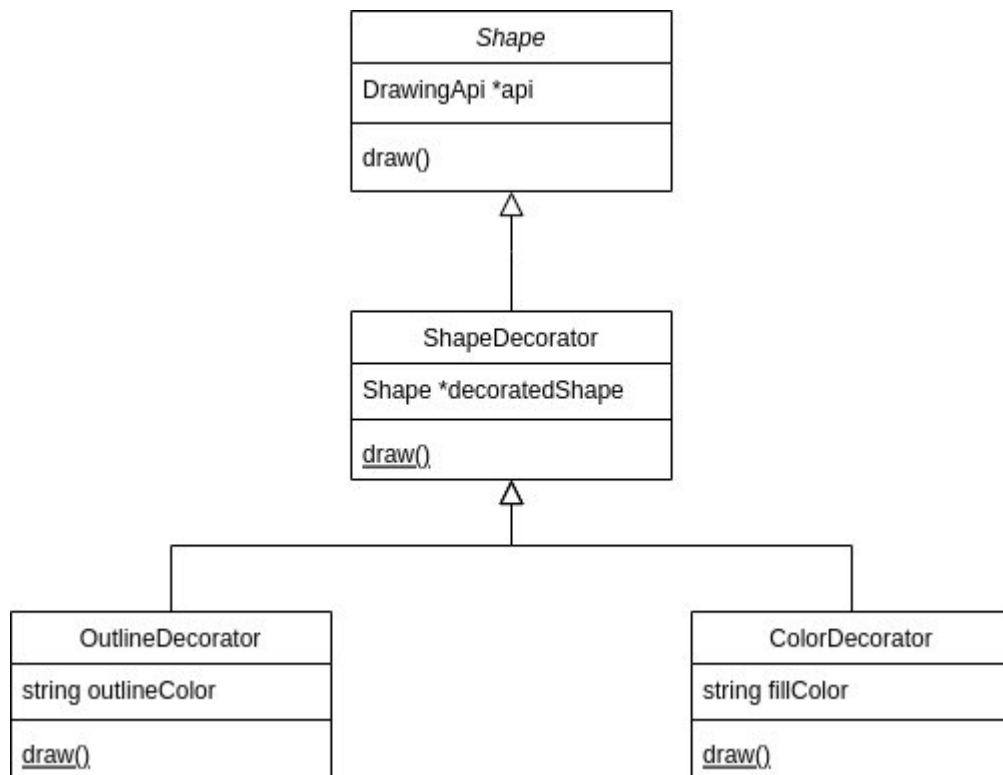 Shape
DrawingApi *api
draw()
ShapeDecorator
Shape *decoratedShape
draw()
OutlineDecorator
string outlineColor
draw()
ColorDecorator
string fillColor
draw()